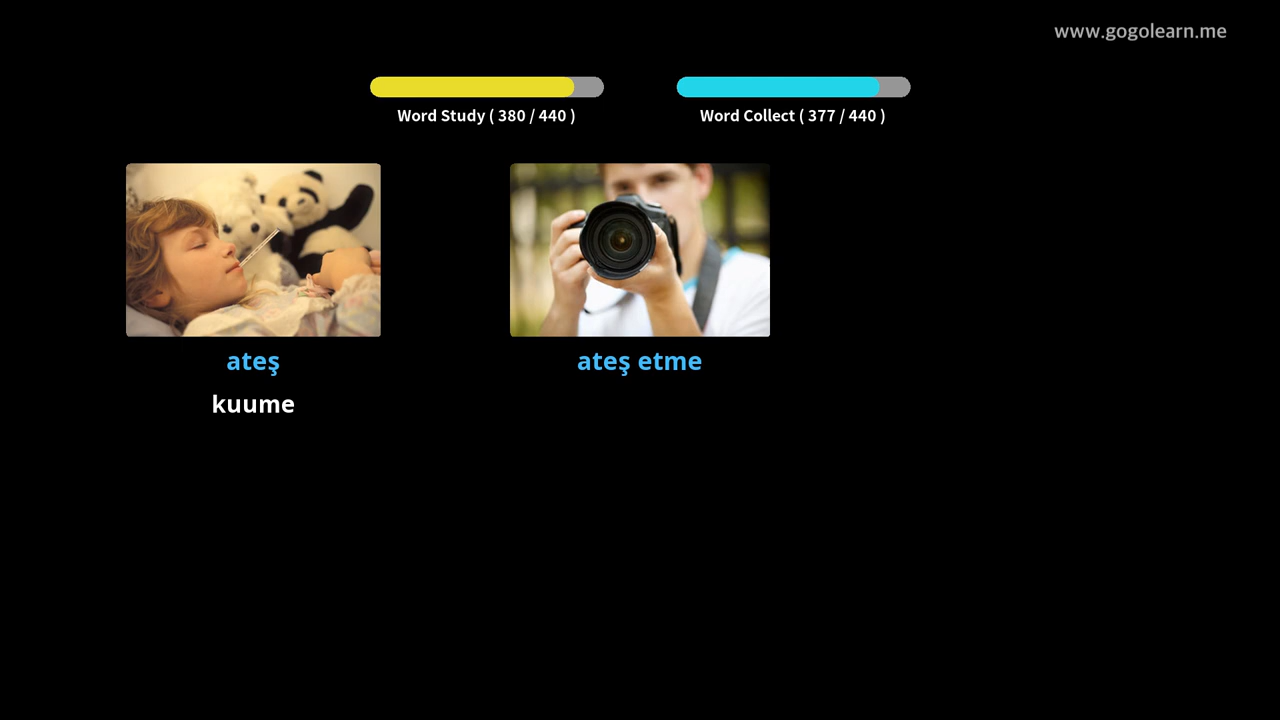 www.gogolearn.me
Word Study ( 380 / 440 )
Word Collect ( 377 / 440 )
ateş
ateş etme
kuume